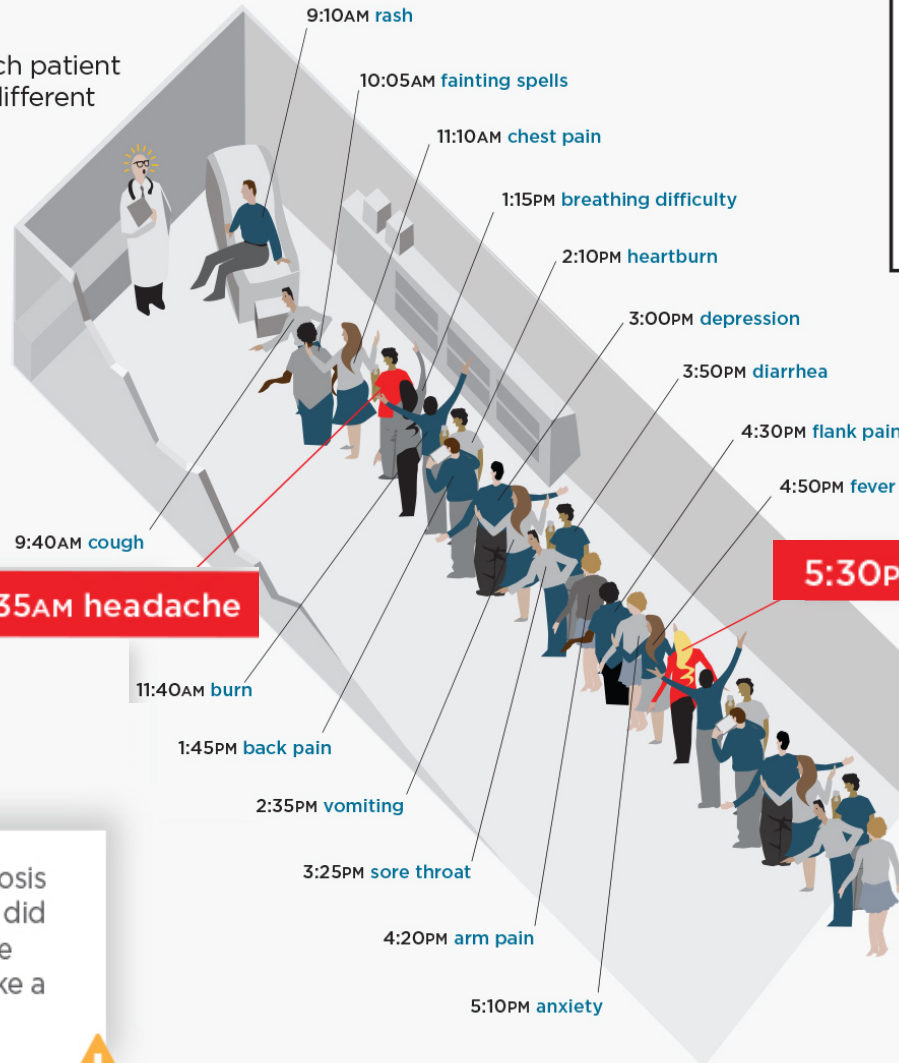 ch patient
different
9:10AM rash
10:05AM fainting spells
11:10AM chest pain
1:15PM breathing difficulty
2:10PM heartburn
3:00PM depression
3:50PM diarrhea
4:30PM flank pain
4:50PM fever
5:30P
9:40AM cough
35AM headache
11:40AM burn
1:45PM back pain
2:35PM vomiting
3:25PM sore throat
4:20PM arm pain
5:10PM anxiety
osis
did
e
ke a